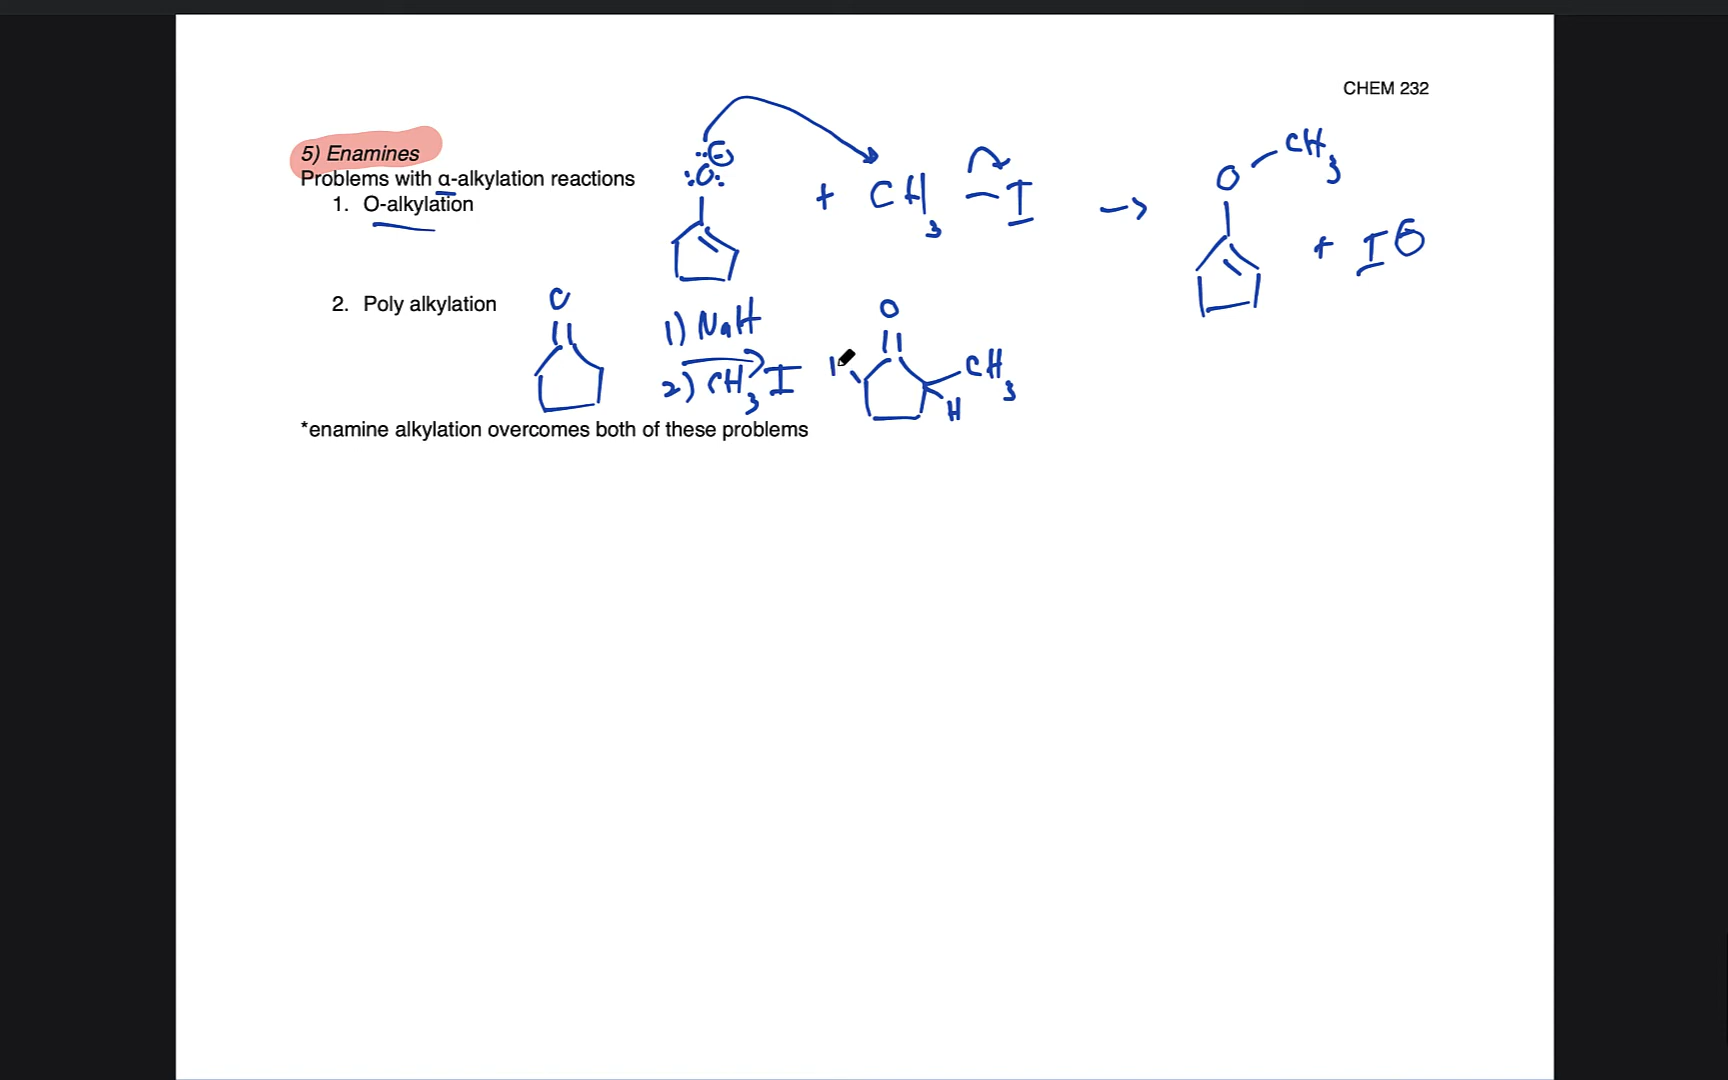 CHEM 232
5) Enamines
Problems with α-alkylation reactions
1. O-alkylation
:O: ⊖ + CH3 - I → O - CH3 + I⊖
2. Poly alkylation
O 1) NaH O
2) CH3I CH3
H
*enamine alkylation overcomes both of these problems